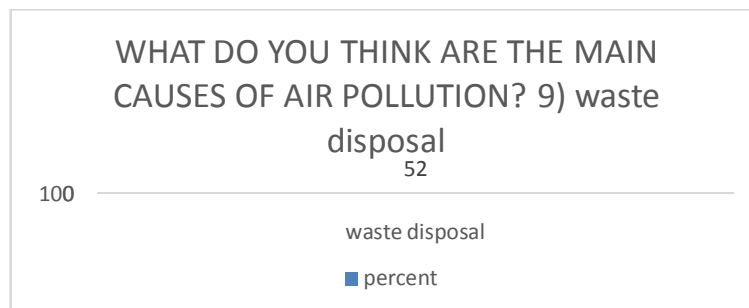 WHAT DO YOU THINK ARE THE MAIN
CAUSES OF AIR POLLUTION? 9) waste
disposal
52
100
waste disposal
percent